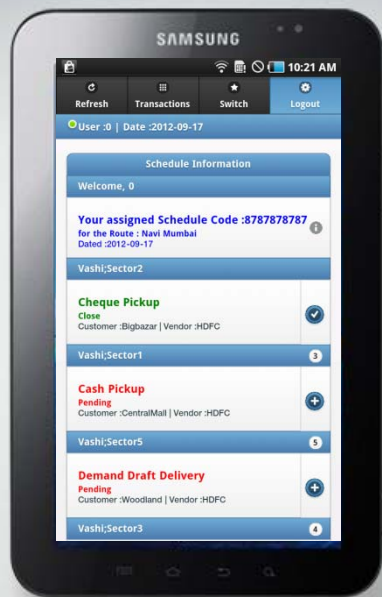 SAMSUNG
10:21 AM
Refresh Transactions Switch Logout
User :0 | Date :2012-09-17
Schedule Information
Welcome, 0
Your assigned Schedule Code :8787878787
for the Route : Navi Mumbai
Dated :2012-09-17
Vashi;Sector2
Cheque Pickup
Close
Customer :Bigbazar | Vendor :HDFC
Vashi;Sector1 3
Cash Pickup
Pending
Customer :CentralMall | Vendor :HDFC
Vashi;Sector5 5
Demand Draft Delivery
Pending
Customer :Woodland | Vendor :HDFC
Vashi;Sector3 4